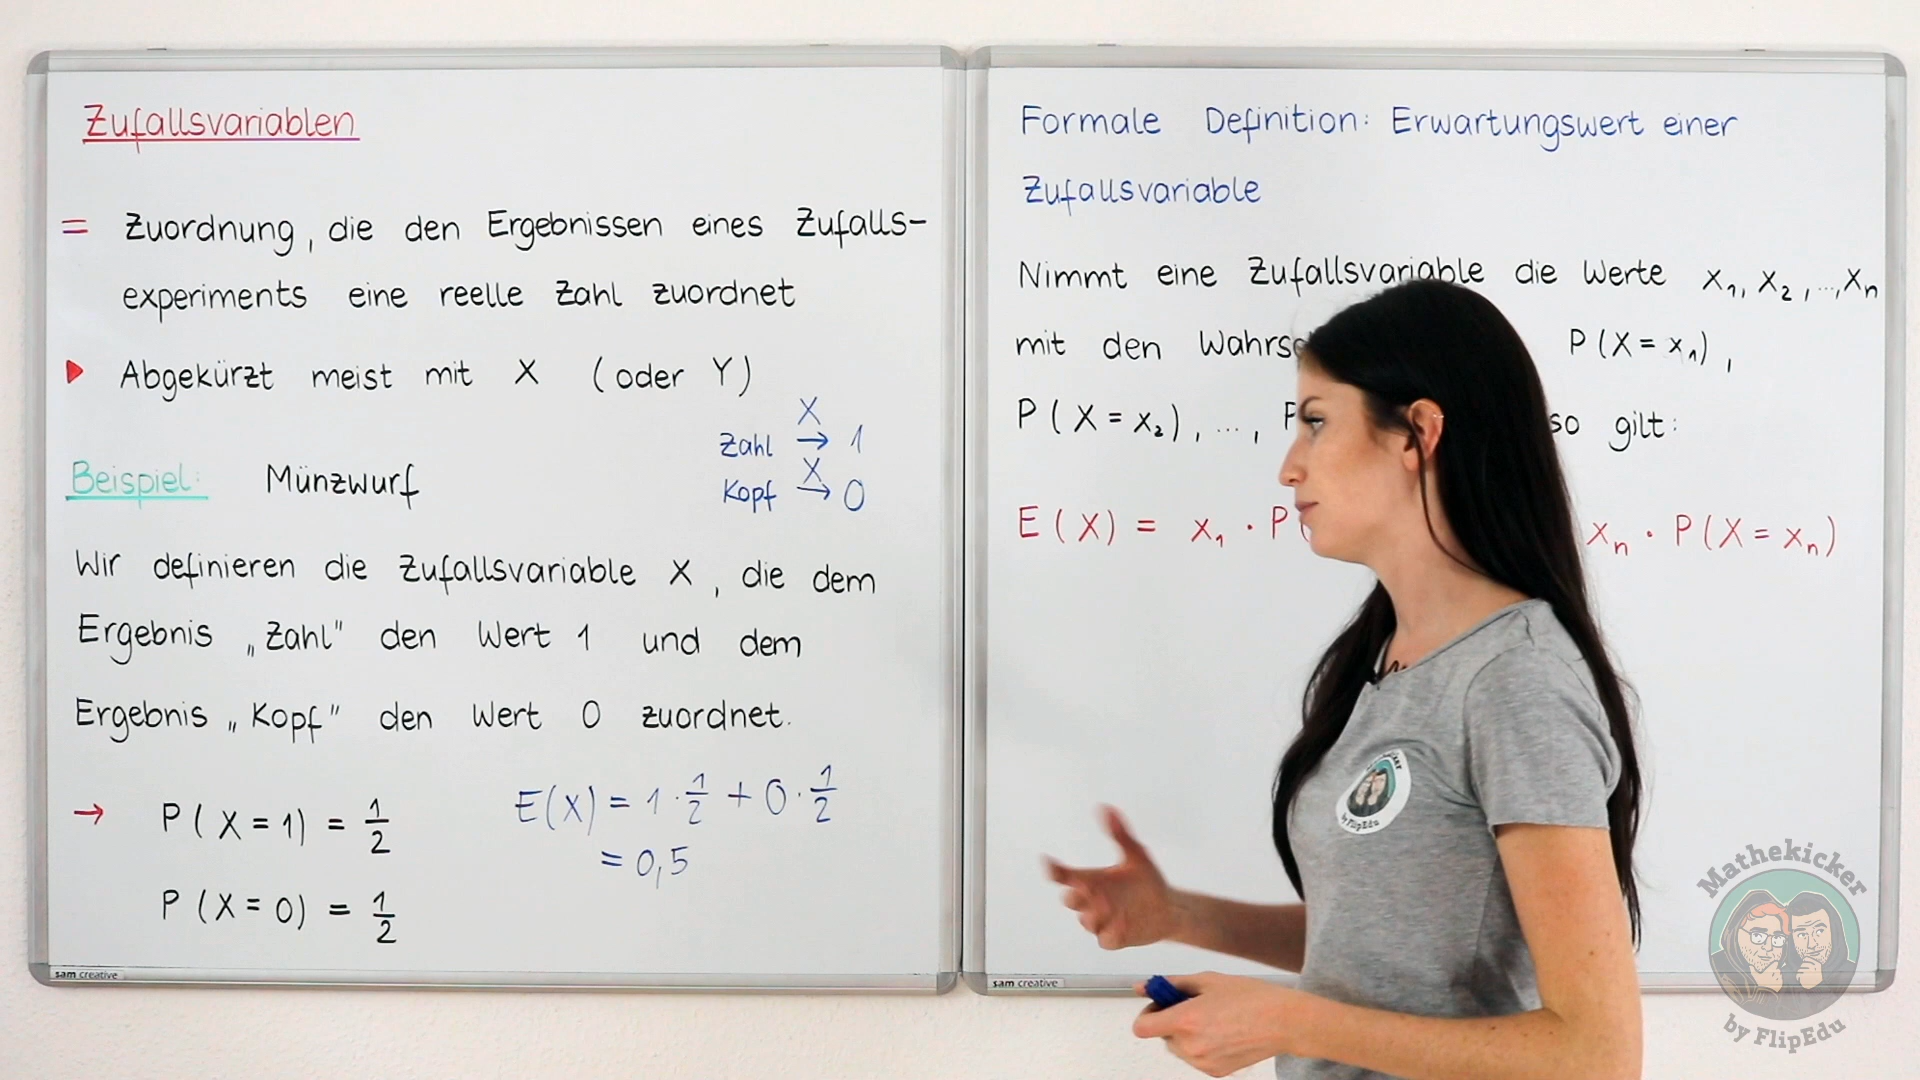 Zufallsvariablen
= Zuordnung, die den Ergebnissen eines Zufalls-
experiments eine reelle Zahl zuordnet
Abgekürzt meist mit X (oder Y)
Zahl X→ 1
Kopf X→ 0
Beispiel: Münzwurf
Wir definieren die Zufallsvariable X, die dem
Ergebnis „Zahl" den Wert 1 und dem
Ergebnis „Kopf" den Wert 0 zuordnet.
→ P(X = 1) = 1/2
P(X = 0) = 1/2
E(X) = 1 · 1/2 + 0 · 1/2
= 0,5
sam creative
Formale Definition: Erwartungswert einer
Zufallsvariable
Nimmt eine Zufallsvariable die Werte x₁, x₂, ..., xₙ
mit den P(X = x₁),
P(X = x₂), ..., so gilt:
E(X) = x₁ · P( xₙ · P(X = xₙ)
sam creative
by FlipEdu
Mathekicker
by FlipEdu